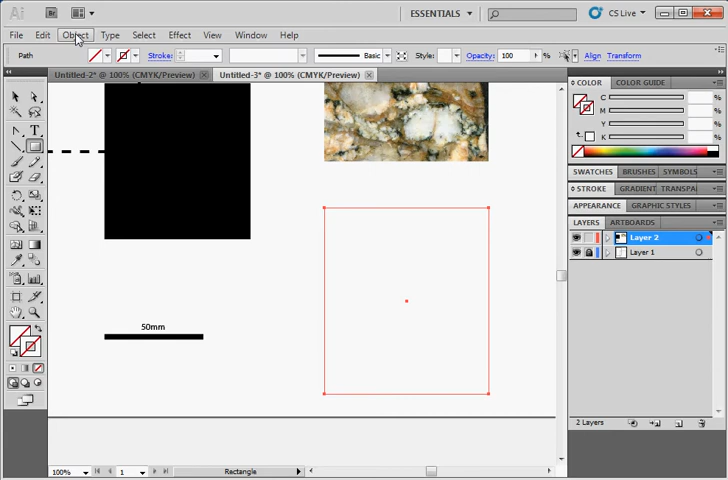 Ai Br ESSENTIALS CS Live
File Edit Object Type Select Effect View Window Help
Path Stroke: Basic Style: Opacity: 100 % Align Transform
Untitled-2* @ 100% (CMYK/Preview) Untitled-3* @ 100% (CMYK/Preview)
COLOR COLOR GUIDE
C %
M %
Y %
K %
SWATCHES BRUSHES SYMBOLS
STROKE GRADIENT TRANSPA
APPEARANCE GRAPHIC STYLES
LAYERS ARTBOARDS
Layer 2
Layer 1
50mm
2 Layers
100% 1 Rectangle